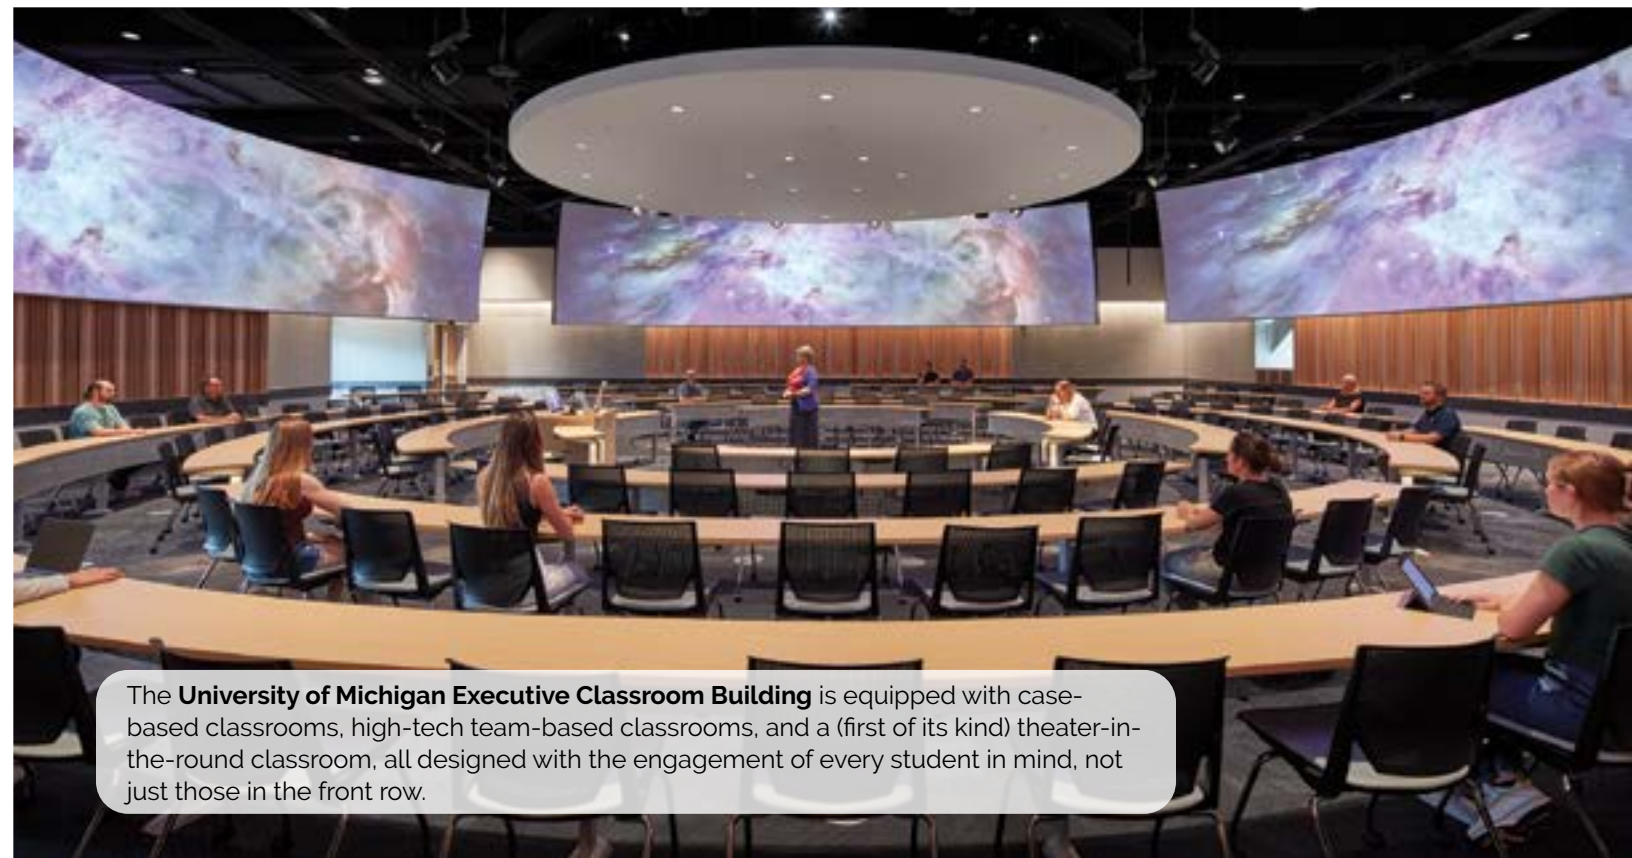 The University of Michigan Executive Classroom Building is equipped with case-
based classrooms, high-tech team-based classrooms, and a (first of its kind) theater-in-
the-round classroom, all designed with the engagement of every student in mind, not
just those in the front row.